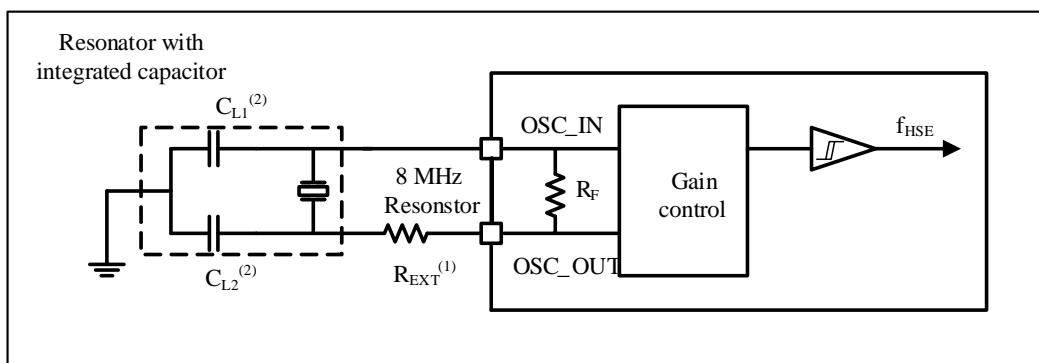 Resonator with
integrated capacitor
C_L1^(2)
OSC_IN
f_HSE
8 MHz
Resonstor
R_F
Gain
control
C_L2^(2)
R_EXT^(1)
OSC_OUT